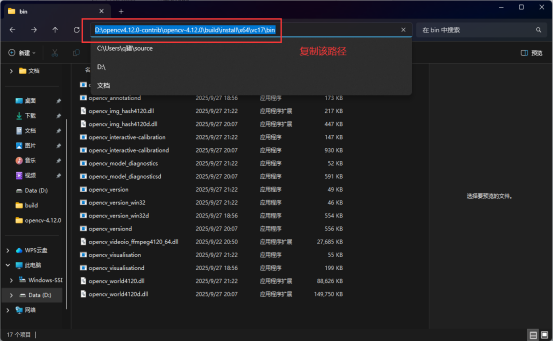 bin
在 bin 中搜索
D:\opencv4.12.0-contrib\opencv-4.12.0\build\install\x64\vc17\bin
复制该路径
新建
预览
C:\Users\
\source
D:\
文档
文档
桌面
下载
文档
图片
音乐
视频
Data (D:)
build
opencv-4.12.0
WPS云盘
此电脑
Windows-SSD
Data (D:)
网络
opencv_annotationd 2025/9/27 18:56 应用程序 173 KB
opencv_img_hash4120.dll 2025/9/27 21:22 应用程序扩展 217 KB
opencv_img_hash4120d.dll 2025/9/27 20:07 应用程序扩展 447 KB
opencv_interactive-calibration 2025/9/27 21:22 应用程序 130 KB
opencv_interactive-calibrationd 2025/9/27 20:07 应用程序 930 KB
opencv_model_diagnostics 2025/9/27 21:22 应用程序 52 KB
opencv_model_diagnosticsd 2025/9/27 20:07 应用程序 591 KB
opencv_version 2025/9/27 21:22 应用程序 49 KB
opencv_version_win32 2025/9/27 21:22 应用程序 46 KB
opencv_version_win32d 2025/9/27 18:56 应用程序 554 KB
opencv_versiond 2025/9/27 20:07 应用程序 556 KB
opencv_videoio_ffmpeg4120_64.dll 2025/9/22 20:50 应用程序扩展 27,685 KB
opencv_visualisation 2025/9/27 21:22 应用程序 55 KB
opencv_visualisationd 2025/9/27 18:56 应用程序 199 KB
opencv_world4120.dll 2025/9/27 21:22 应用程序扩展 88,626 KB
opencv_world4120d.dll 2025/9/27 20:07 应用程序扩展 149,750 KB
选择要预览的文件。
17 个项目